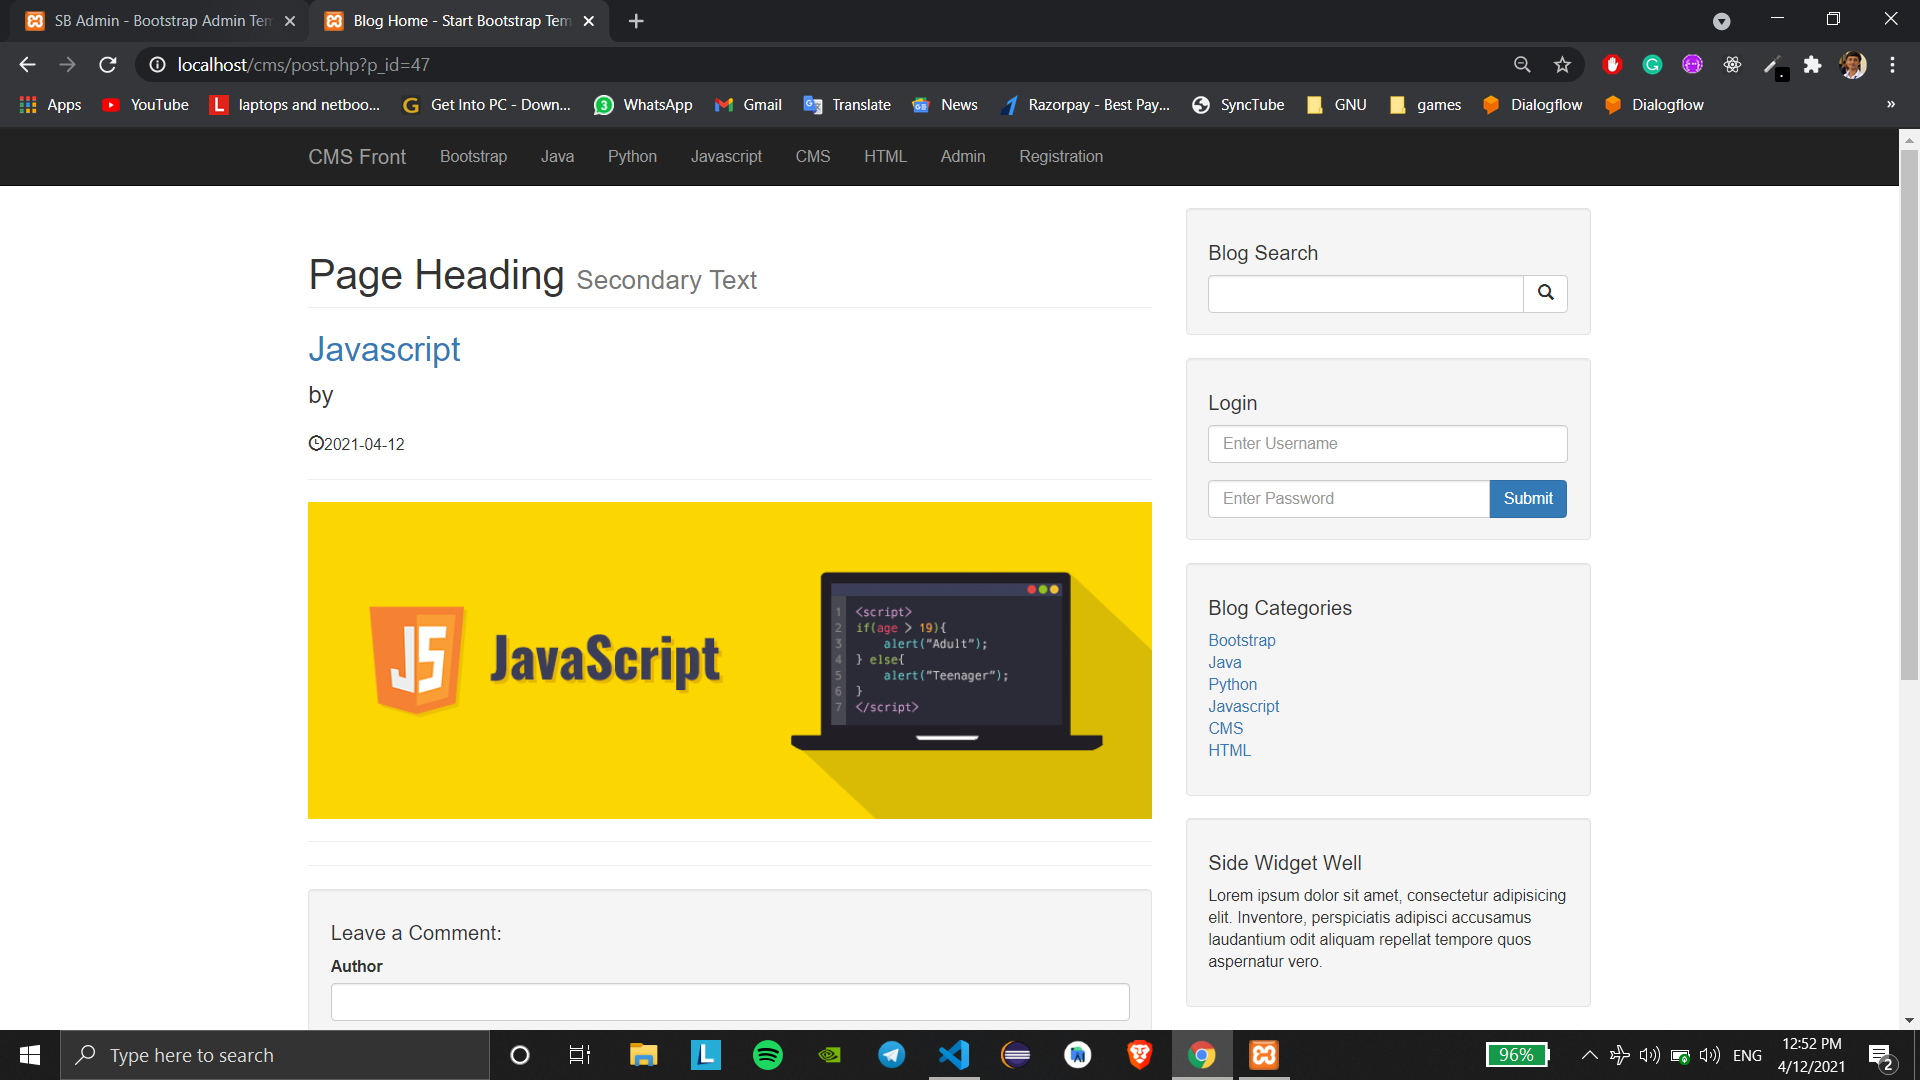 SB Admin - Bootstrap Admin Tem
Blog Home - Start Bootstrap Tem
localhost/cms/post.php?p_id=47
Apps
YouTube
L
laptops and netboo...
G
Get Into PC - Down...
3
WhatsApp
Gmail
Translate
News
Razorpay - Best Pay...
SyncTube
GNU
games
Dialogflow
Dialogflow
»
CMS Front
Bootstrap
Java
Python
Javascript
CMS
HTML
Admin
Registration
Page Heading Secondary Text
Javascript
by
2021-04-12
JS
JavaScript
1 <script>
2 if(age > 19){
3 alert("Adult");
4 } else{
5 alert("Teenager");
6 }
7 </script>
Leave a Comment:
Author
Blog Search
Login
Enter Username
Enter Password
Submit
Blog Categories
Bootstrap
Java
Python
Javascript
CMS
HTML
Side Widget Well
Lorem ipsum dolor sit amet, consectetur adipisicing
elit. Inventore, perspiciatis adipisci accusamus
laudantium odit aliquam repellat tempore quos
aspernatur vero.
Type here to search
L
96%
ENG
12:52 PM
4/12/2021
2